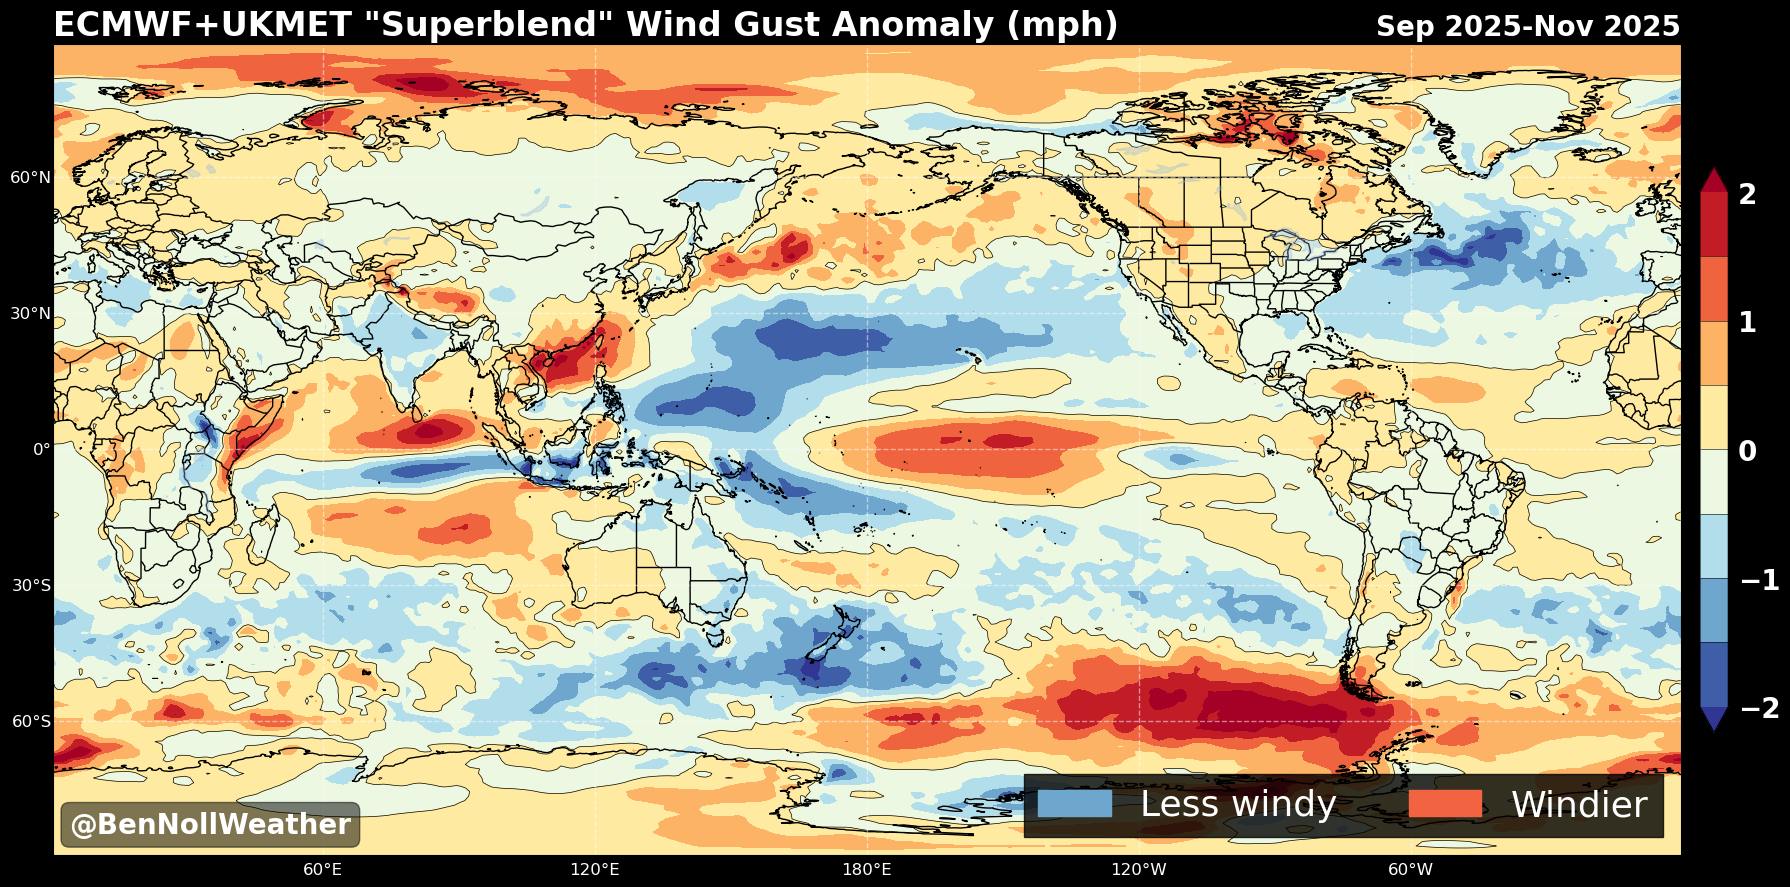 ECMWF+UKMET "Superblend" Wind Gust Anomaly (mph)
Sep 2025-Nov 2025
60°N
30°N
0°
30°S
60°S
2
1
0
−1
−2
Less windy
Windier
@BenNollWeather
60°E
120°E
180°E
120°W
60°W